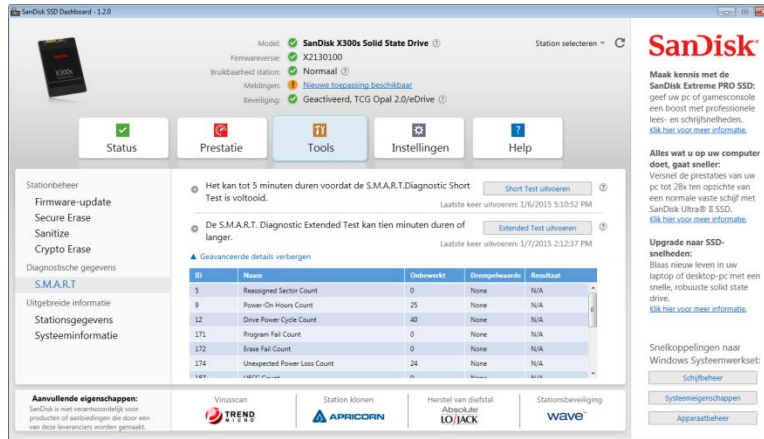 SanDisk SSD Dashboard - 1.2.0
Model: SanDisk X300s Solid State Drive
Station selecteren
Firmwareversie: X2130100
Bruikbaarheid station: Normaal
Meldingen: Nieuwe toepassing beschikbaar
Beveiliging: Geactiveerd, TCG Opal 2.0/eDrive
X300s
Status
Prestatie
Tools
Instellingen
Help
Stationbeheer
Firmware-update
Secure Erase
Sanitize
Crypto Erase
Diagnostische gegevens
S.M.A.R.T
Uitgebreide informatie
Stationsgegevens
Systeeminformatie
Het kan tot 5 minuten duren voordat de S.M.A.R.T.Diagnostic Short
Test is voltooid.
Short Test uitvoeren
Laatste keer uitvoeren: 1/6/2015 5:10:52 PM
De S.M.A.R.T. Diagnostic Extended Test kan tien minuten duren of
langer.
Extended Test uitvoeren
Laatste keer uitvoeren: 1/7/2015 2:12:37 PM
Geavanceerde details verbergen
ID Naam Onbewerkt Drempelwaarde Resultaat
5 Reassigned Sector Count 0 None N/A
9 Power-On Hours Count 25 None N/A
12 Drive Power Cycle Count 40 None N/A
171 Program Fail Count 0 None N/A
172 Erase Fail Count 0 None N/A
174 Unexpected Power Loss Count 24 None N/A
187 UECC Count 0 None N/A
Aanvullende eigenschappen:
SanDisk is niet verantwoordelijk voor
producten of aanbiedingen die door een
van deze leveranciers worden gemaakt.
Virusscan
TREND
MICRO
Station klonen
APRICORN
Herstel van diefstal
Absolute
LO/JACK
Stationsbeveiliging
wave
SanDisk
Maak kennis met de
SanDisk Extreme PRO SSD:
geef uw pc of gamesconsole
een boost met professionele
lees- en schrijfsnelheden.
Klik hier voor meer informatie.
Alles wat u op uw computer
doet, gaat sneller:
Versnel de prestaties van uw
pc tot 28x ten opzichte van
een normale vaste schijf met
SanDisk Ultra® II SSD.
Klik hier voor meer informatie.
Upgrade naar SSD-
snelheden:
Blaas nieuw leven in uw
laptop of desktop-pc met een
snelle, robuuste solid state
drive.
Klik hier voor meer informatie.
Snelkoppelingen naar
Windows Systeemwerkset:
Schijfbeheer
Systeemeigenschappen
Apparaatbeheer